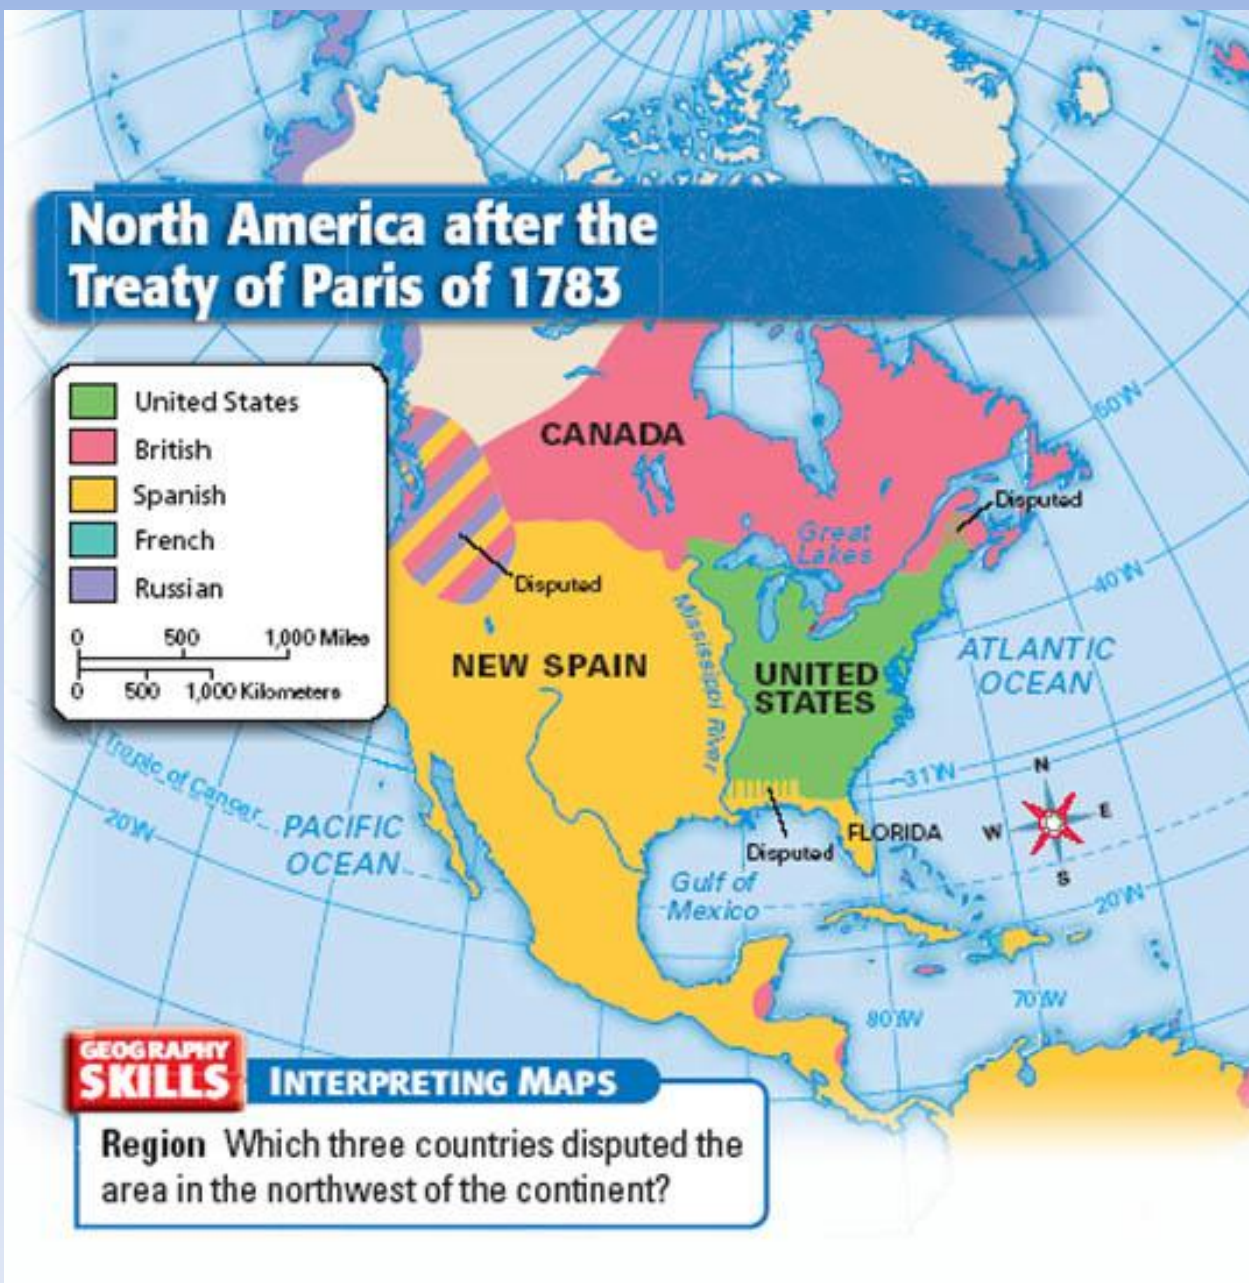 North America after the
Treaty of Paris of 1783
United States
British
Spanish
French
Russian
0 500 1,000 Miles
0 500 1,000 Kilometers
CANADA
Disputed
Great
Lakes
50°N
Disputed
40°N
Mississippi River
NEW SPAIN
UNITED
STATES
ATLANTIC
OCEAN
31°N
Tropic of Cancer
20°N
PACIFIC
OCEAN
FLORIDA
Disputed
Gulf of
Mexico
N
W E
S
20°N
80°W
70°W
GEOGRAPHY
SKILLS
INTERPRETING MAPS
Region Which three countries disputed the
area in the northwest of the continent?